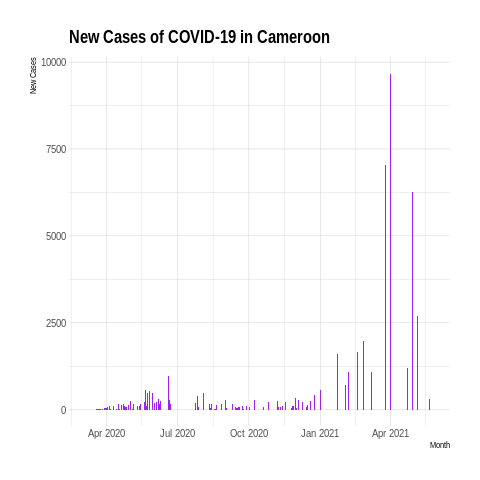 New Cases of COVID-19 in Cameroon
New Cases
10000
7500
5000
2500
0
Apr 2020 Jul 2020 Oct 2020 Jan 2021 Apr 2021
Month